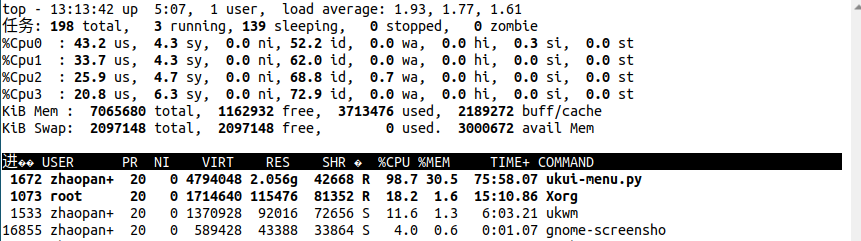 top - 13:13:42 up  5:07,  1 user,  load average: 1.93, 1.77, 1.61
任务: 198 total,   3 running, 139 sleeping,   0 stopped,   0 zombie
%Cpu0  : 43.2 us,  4.3 sy,  0.0 ni, 52.2 id,  0.0 wa,  0.0 hi,  0.3 si,  0.0 st
%Cpu1  : 33.7 us,  4.3 sy,  0.0 ni, 62.0 id,  0.0 wa,  0.0 hi,  0.0 si,  0.0 st
%Cpu2  : 25.9 us,  4.7 sy,  0.0 ni, 68.8 id,  0.7 wa,  0.0 hi,  0.0 si,  0.0 st
%Cpu3  : 20.8 us,  6.3 sy,  0.0 ni, 72.9 id,  0.0 wa,  0.0 hi,  0.0 si,  0.0 st
KiB Mem :  7065680 total,  1162932 free,  3713476 used,  2189272 buff/cache
KiB Swap:  2097148 total,  2097148 free,        0 used.  3000672 avail Mem
进�� USER      PR  NI    VIRT    RES    SHR �  %CPU %MEM     TIME+ COMMAND
1672 zhaopan+  20   0 4794048 2.056g  42668 R  98.7 30.5  75:58.07 ukui-menu.py
1073 root      20   0 1714640 115476  81352 R  18.2  1.6  15:10.86 Xorg
1533 zhaopan+  20   0 1370928  92016  72656 S  11.6  1.3   6:03.21 ukwm
16855 zhaopan+  20   0  589428  43388  33864 S   4.0  0.6   0:01.07 gnome-screensho